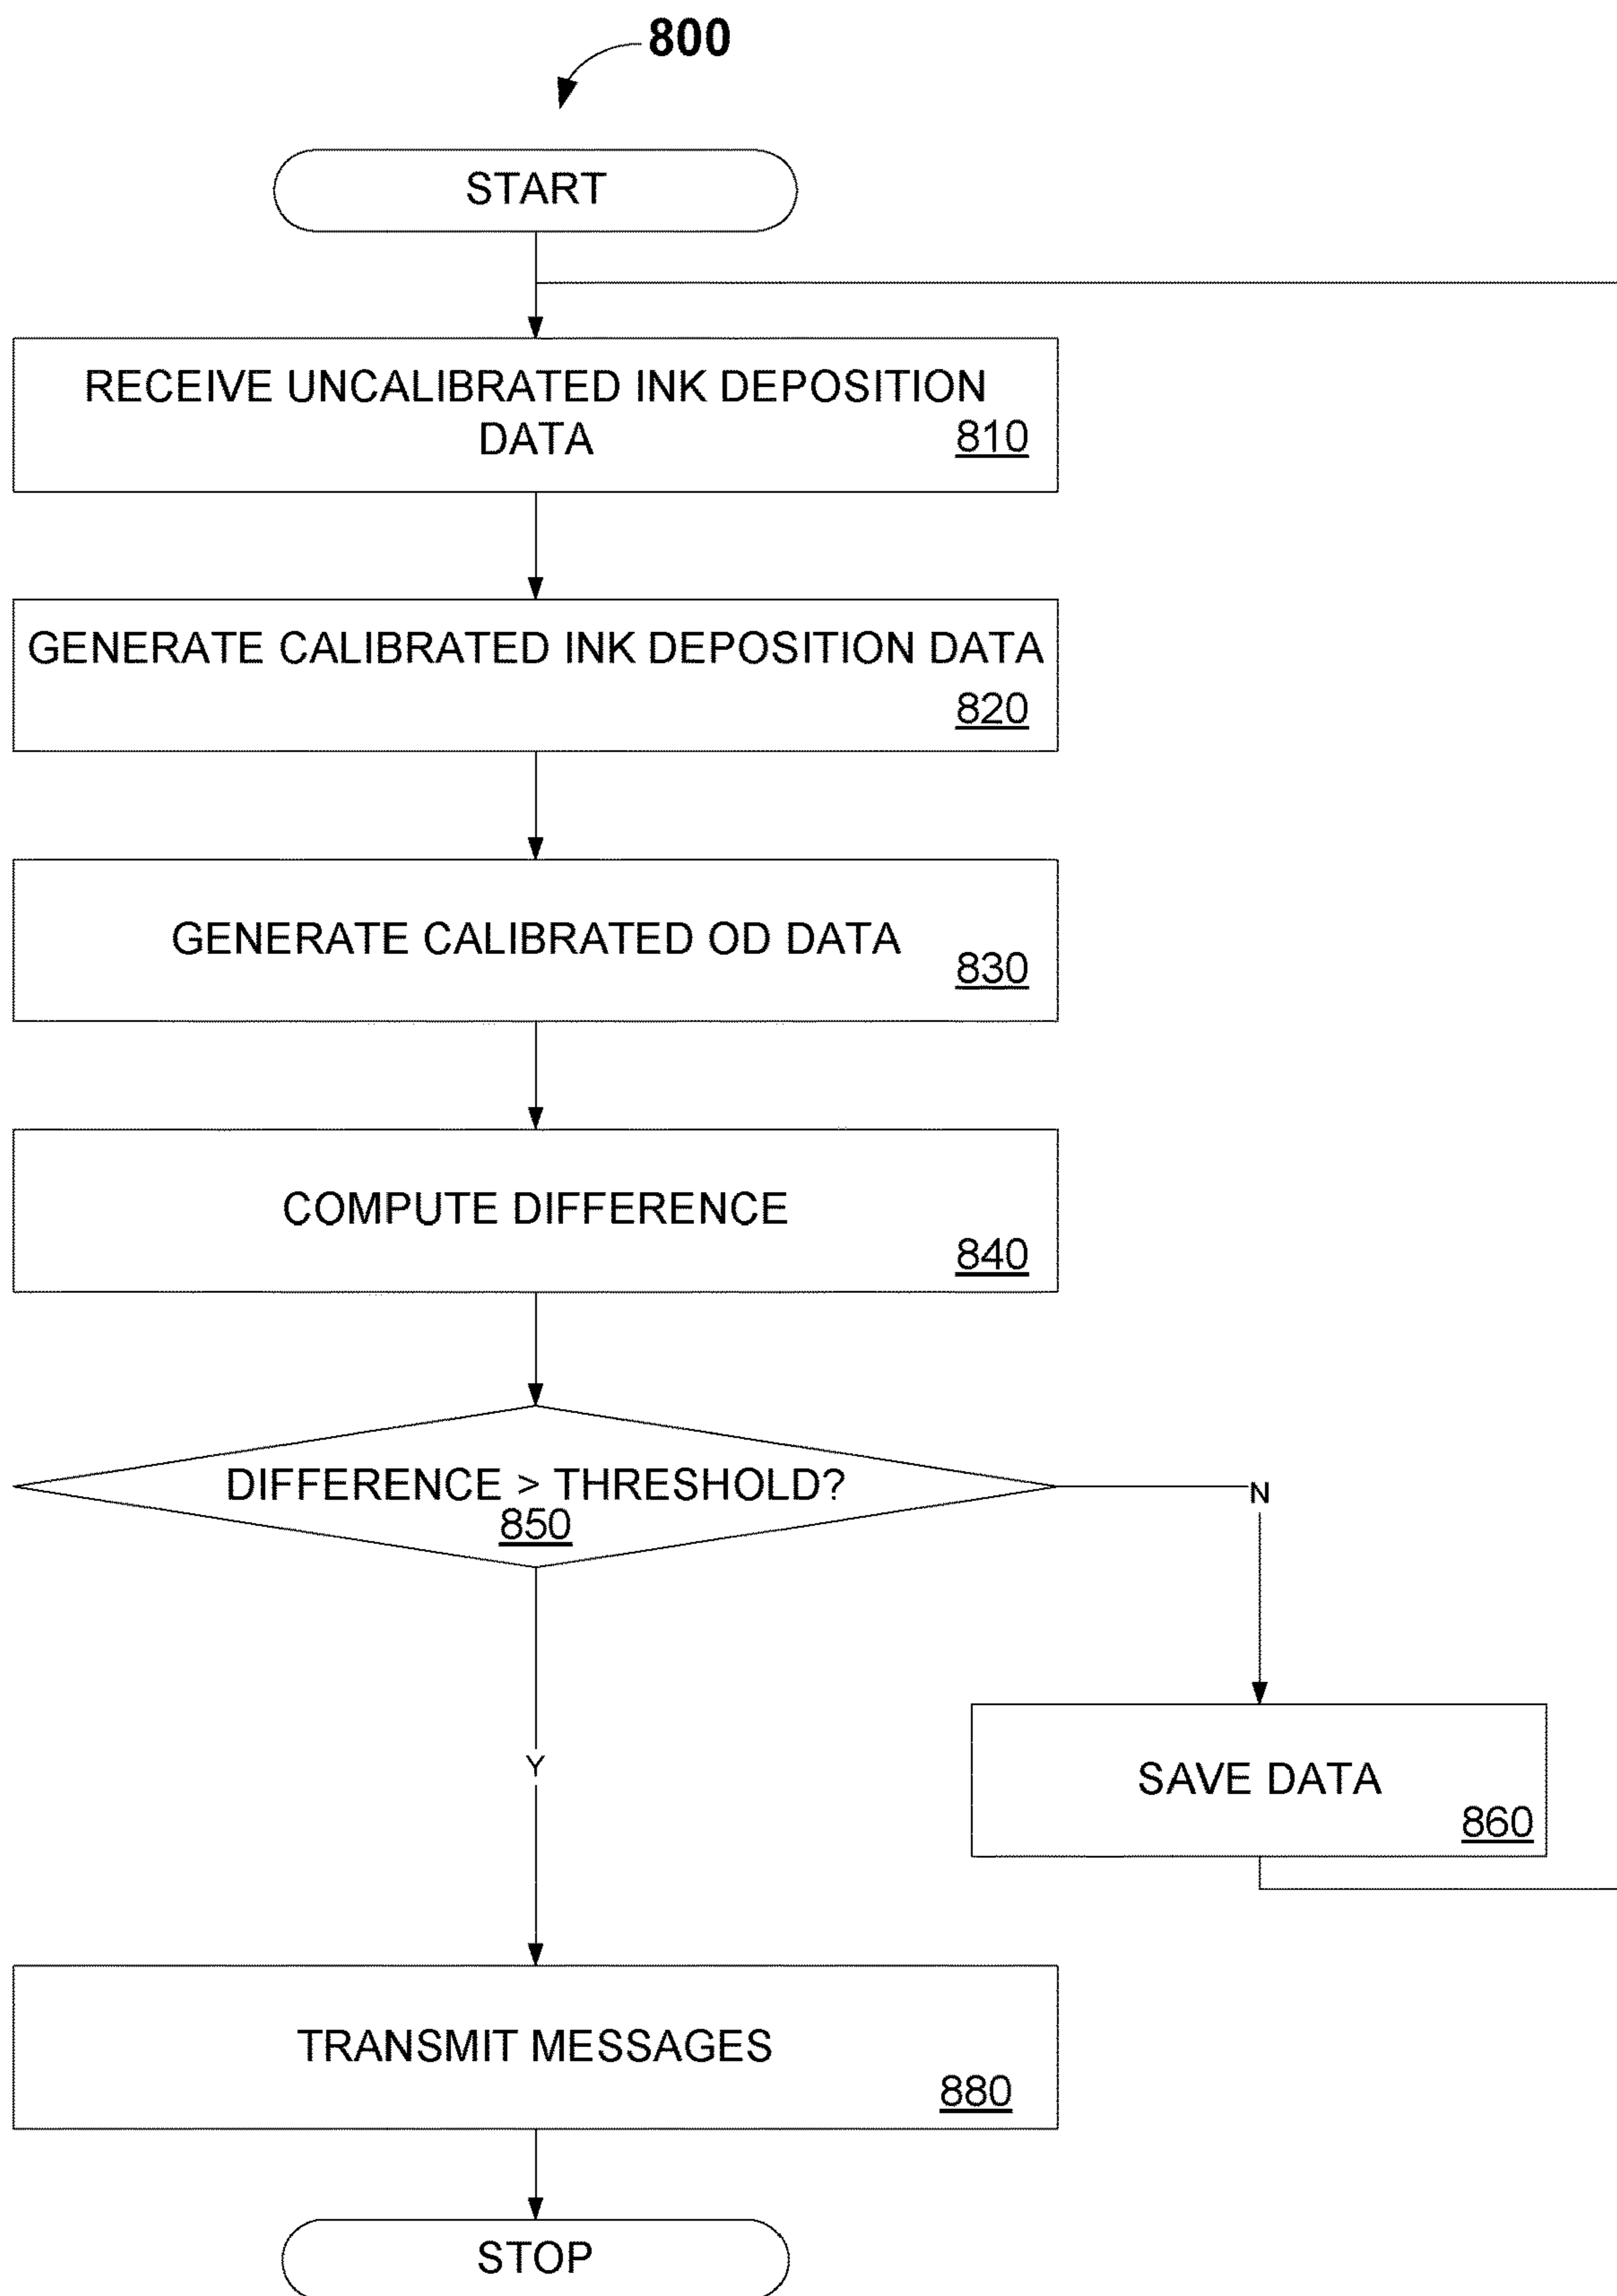 800
START
RECEIVE UNCALIBRATED INK DEPOSITION
DATA
810
GENERATE CALIBRATED INK DEPOSITION DATA
820
GENERATE CALIBRATED OD DATA
830
COMPUTE DIFFERENCE
840
DIFFERENCE > THRESHOLD?
850
N
Y
SAVE DATA
860
TRANSMIT MESSAGES
880
STOP